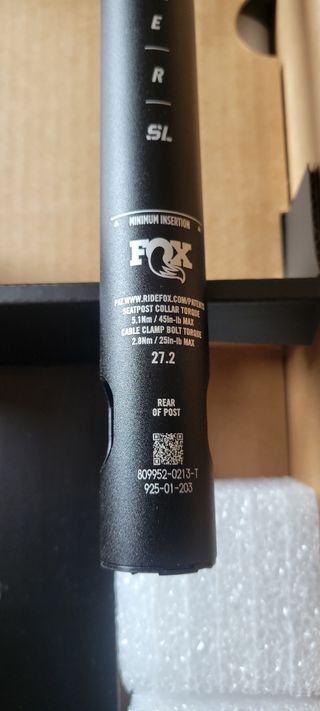 E
R
SL
MINIMUM INSERTION
FOX
PAT.WWW.RIDEFOX.COM/PATENTS
SEATPOST COLLAR TORQUE
5.1Nm / 45in-lb MAX
CABLE CLAMP BOLT TORQUE
2.8Nm / 25in-lb MAX
27.2
REAR
OF POST
809952-0213-T
925-01-203